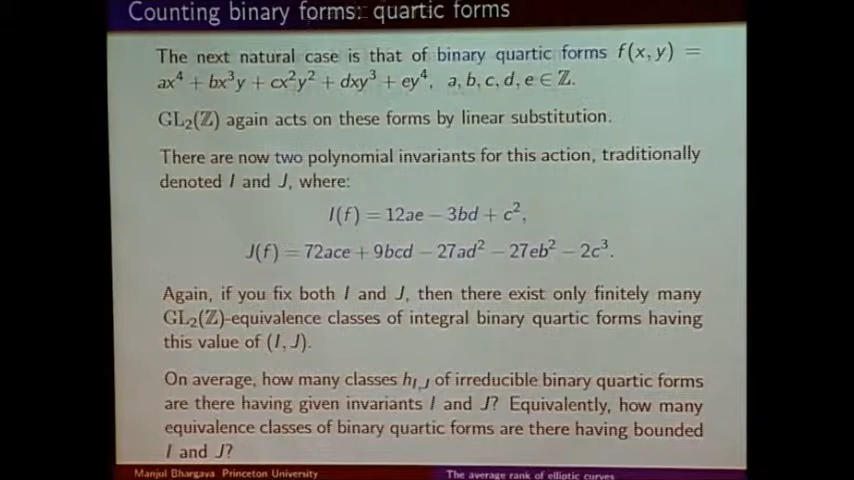 Counting binary forms: quartic forms
The next natural case is that of binary quartic forms f(x, y) =
ax⁴ + bx³y + cx²y² + dxy³ + ey⁴, a, b, c, d, e ∈ ℤ.
GL₂(ℤ) again acts on these forms by linear substitution.
There are now two polynomial invariants for this action, traditionally
denoted I and J, where:
I(f) = 12ae − 3bd + c²,
J(f) = 72ace + 9bcd − 27ad² − 27eb² − 2c³.
Again, if you fix both I and J, then there exist only finitely many
GL₂(ℤ)-equivalence classes of integral binary quartic forms having
this value of (I, J).
On average, how many classes h_{I,J} of irreducible binary quartic forms
are there having given invariants I and J? Equivalently, how many
equivalence classes of binary quartic forms are there having bounded
I and J?
Manjul Bhargava Princeton University
The average rank of elliptic curves